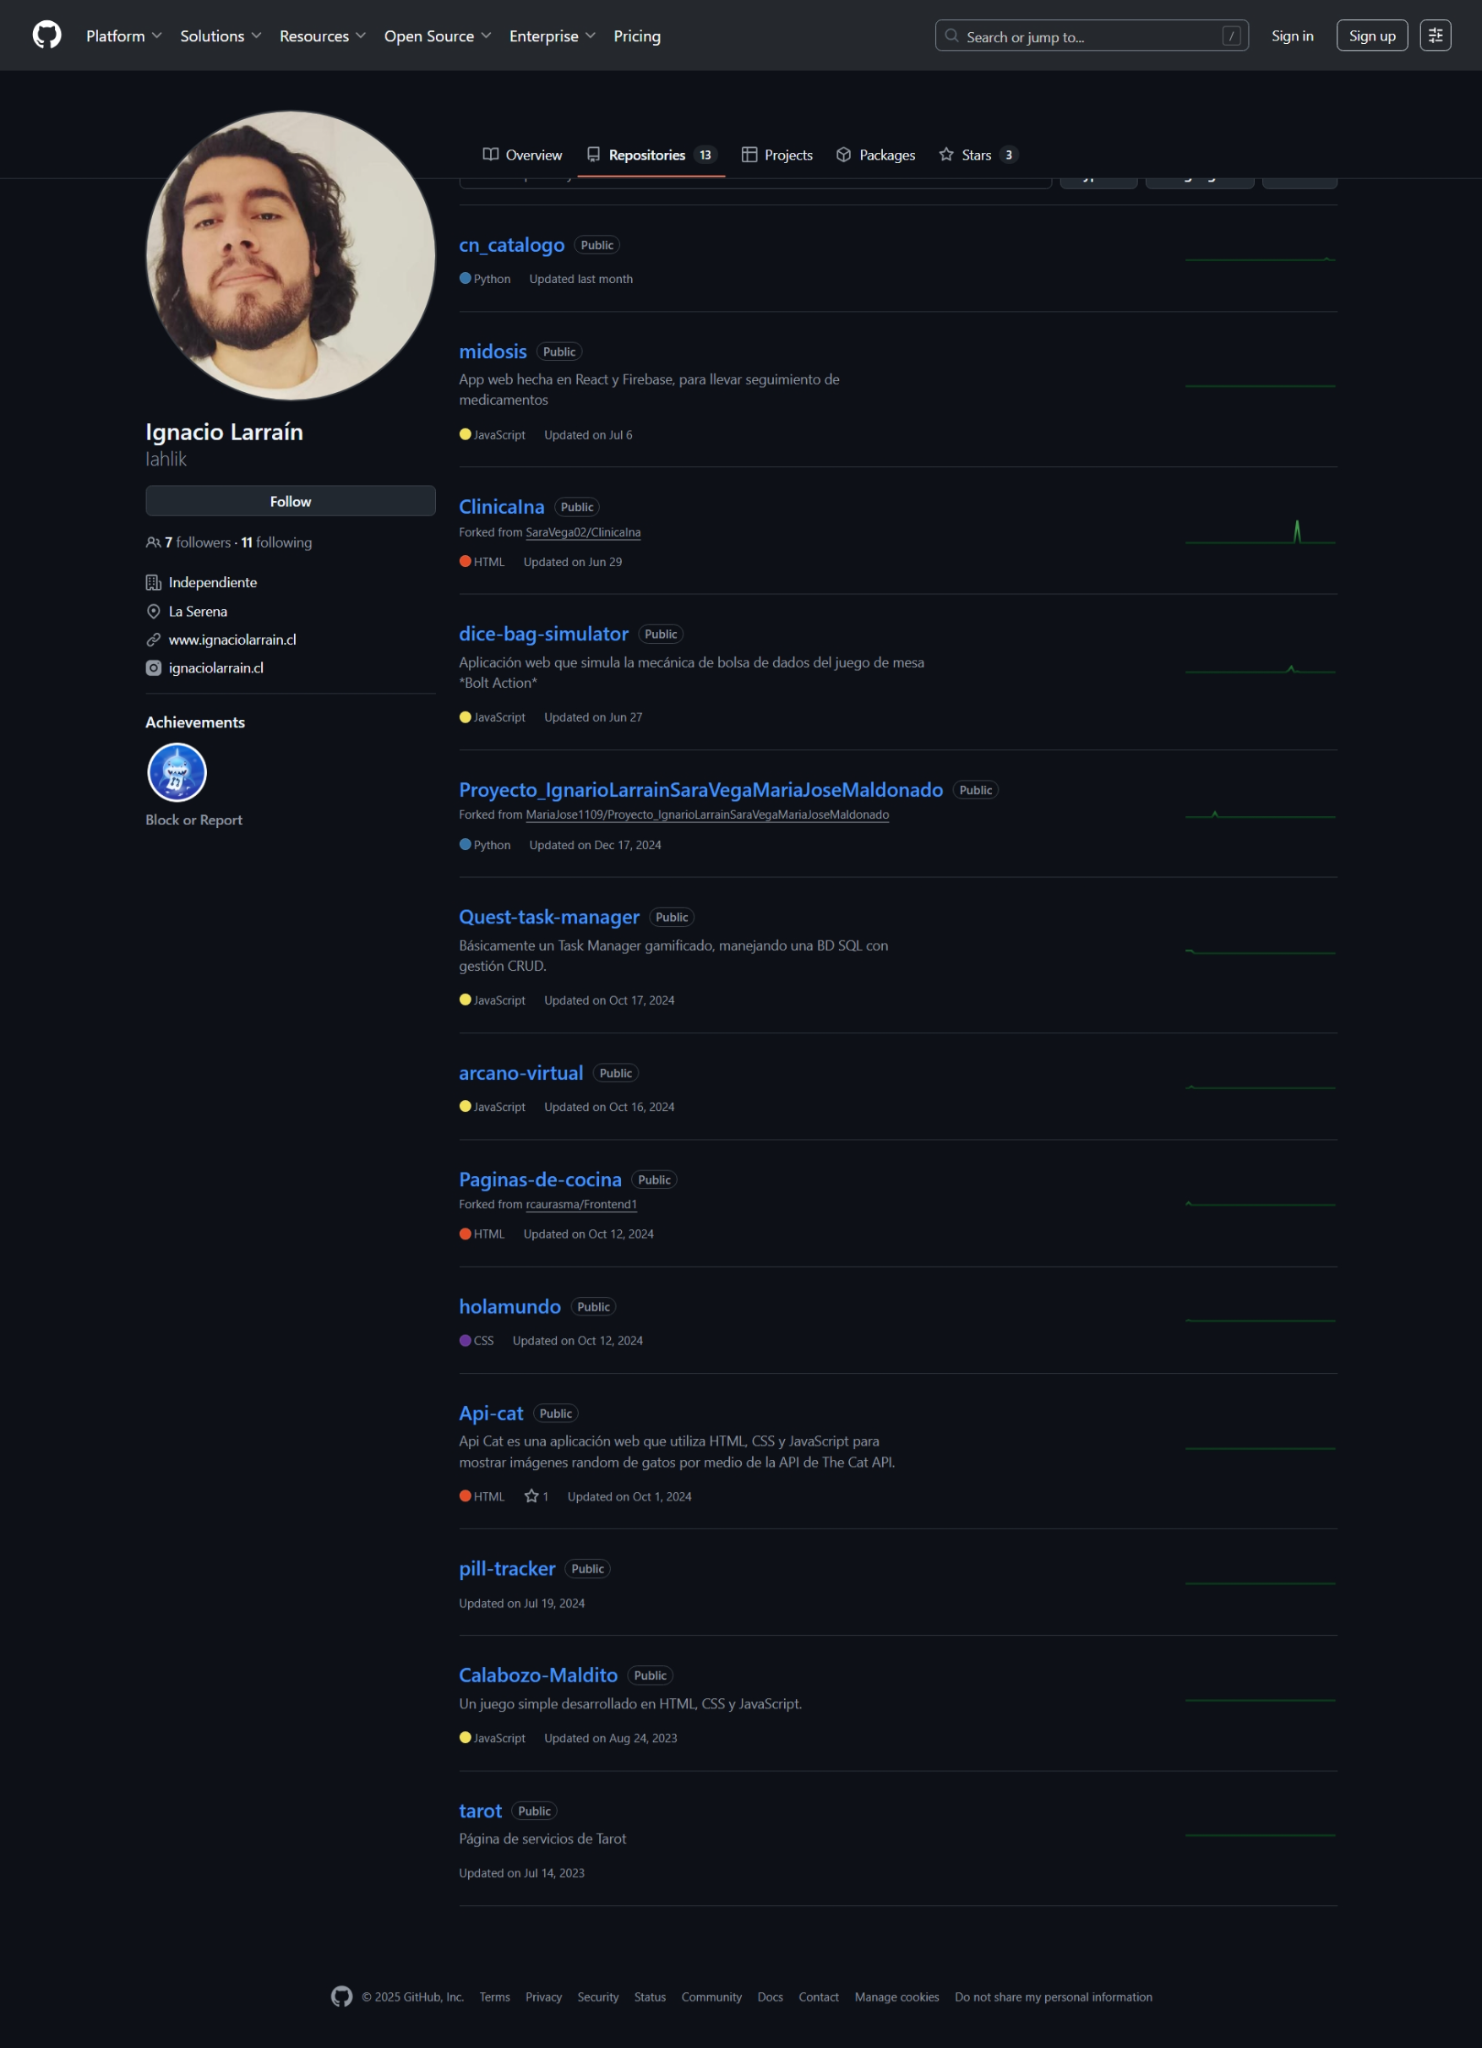 Platform
Solutions
Resources
Open Source
Enterprise
Pricing
Search or jump to...
/
Sign in
Sign up
Overview
Repositories 13
Projects
Packages
Stars 3
Ignacio Larraín
Iahlik
Follow
7 followers · 11 following
Independiente
La Serena
www.ignaciolarrain.cl
ignaciolarrain.cl
Achievements
Block or Report
cn_catalogo Public
Python Updated last month
midosis Public
App web hecha en React y Firebase, para llevar seguimiento de
medicamentos
JavaScript Updated on Jul 6
ClinicaIna Public
Forked from SaraVega02/ClinicaIna
HTML Updated on Jun 29
dice-bag-simulator Public
Aplicación web que simula la mecánica de bolsa de dados del juego de mesa
*Bolt Action*
JavaScript Updated on Jun 27
Proyecto_IgnarioLarrainSaraVegaMariaJoseMaldonado Public
Forked from MariaJose1109/Proyecto_IgnarioLarrainSaraVegaMariaJoseMaldonado
Python Updated on Dec 17, 2024
Quest-task-manager Public
Básicamente un Task Manager gamificado, manejando una BD SQL con
gestión CRUD.
JavaScript Updated on Oct 17, 2024
arcano-virtual Public
JavaScript Updated on Oct 16, 2024
Paginas-de-cocina Public
Forked from rcaurasma/Frontend1
HTML Updated on Oct 12, 2024
holamundo Public
CSS Updated on Oct 12, 2024
Api-cat Public
Api Cat es una aplicación web que utiliza HTML, CSS y JavaScript para
mostrar imágenes random de gatos por medio de la API de The Cat API.
HTML 1 Updated on Oct 1, 2024
pill-tracker Public
Updated on Jul 19, 2024
Calabozo-Maldito Public
Un juego simple desarrollado en HTML, CSS y JavaScript.
JavaScript Updated on Aug 24, 2023
tarot Public
Página de servicios de Tarot
Updated on Jul 14, 2023
© 2025 GitHub, Inc. Terms Privacy Security Status Community Docs Contact Manage cookies Do not share my personal information